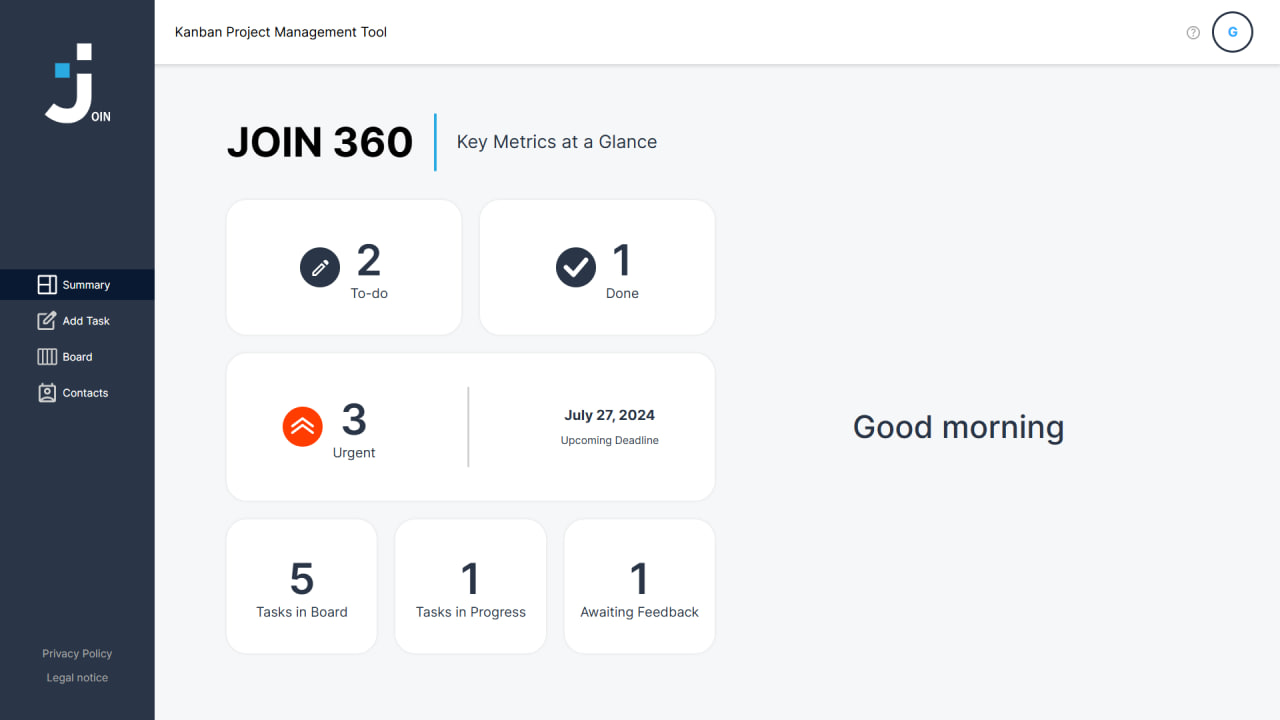 Kanban Project Management Tool
G
JOIN
JOIN 360
Key Metrics at a Glance
2
To-do
1
Done
Summary
Add Task
Board
Contacts
3
Urgent
July 27, 2024
Upcoming Deadline
Good morning
5
Tasks in Board
1
Tasks in Progress
1
Awaiting Feedback
Privacy Policy
Legal notice